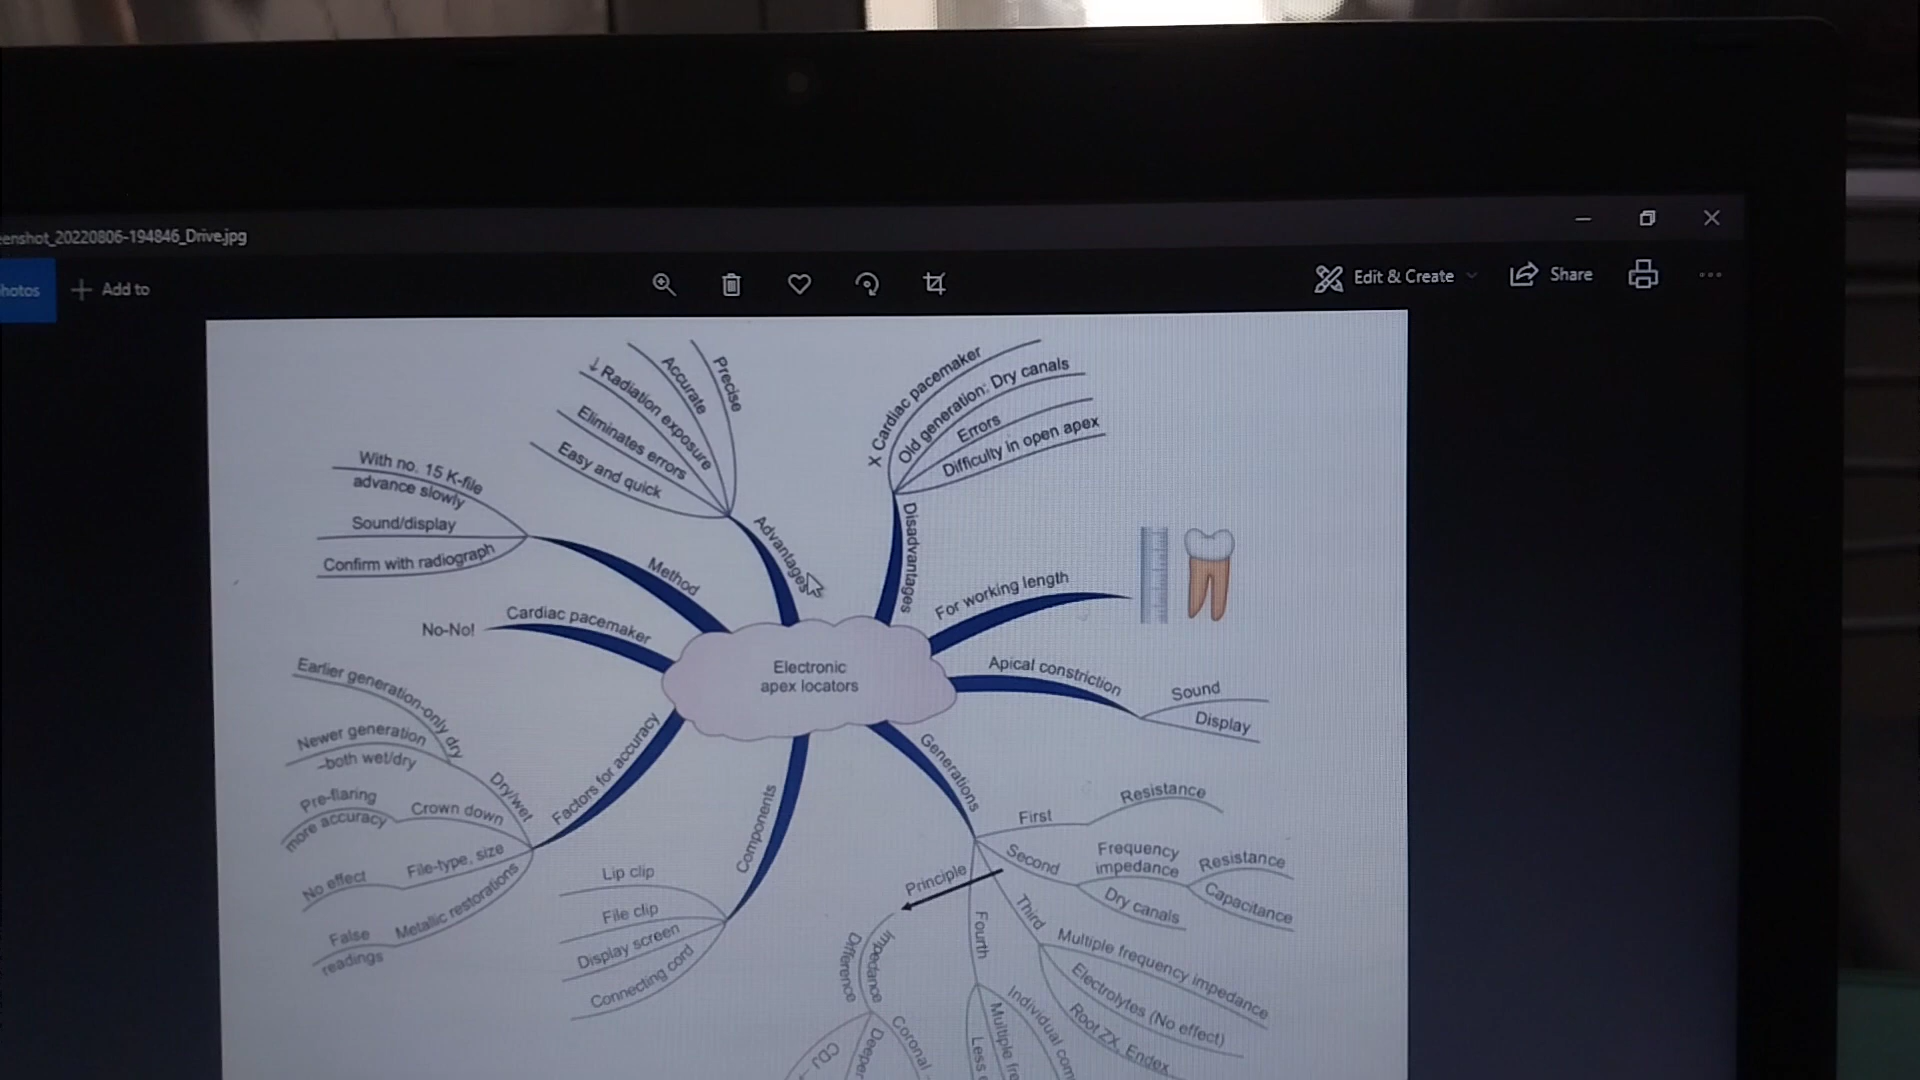 eenshot_20220806-194846_Drive.jpg
hotos
Add to
Edit & Create
Share
Precise
Accurate
↓ Radiation exposure
Eliminates errors
Easy and quick
Advantages
X Cardiac pacemaker
Old generation: Dry canals
Errors
Difficulty in open apex
Disadvantages
With no. 15 K-file
advance slowly
Sound/display
Confirm with radiograph
Method
For working length
Cardiac pacemaker
No-No!
Electronic
apex locators
Apical constriction
Sound
Display
Earlier generation-only dry
Newer generation
-both wet/dry
Dry/wet
Pre-flaring
more accuracy
Crown down
File-type, size
No effect
Metallic restorations
False
readings
Factors for accuracy
Components
Lip clip
File clip
Display screen
Connecting cord
Generations
First
Resistance
Second
Frequency
impedance
Resistance
Capacitance
Dry canals
Principle
Third
Multiple frequency impedance
Electrolytes (No effect)
Root ZX, Endex
Fourth
Individual com
Multiple fre
Less
Impedance
Difference
Coronal
Deeper
CDJ